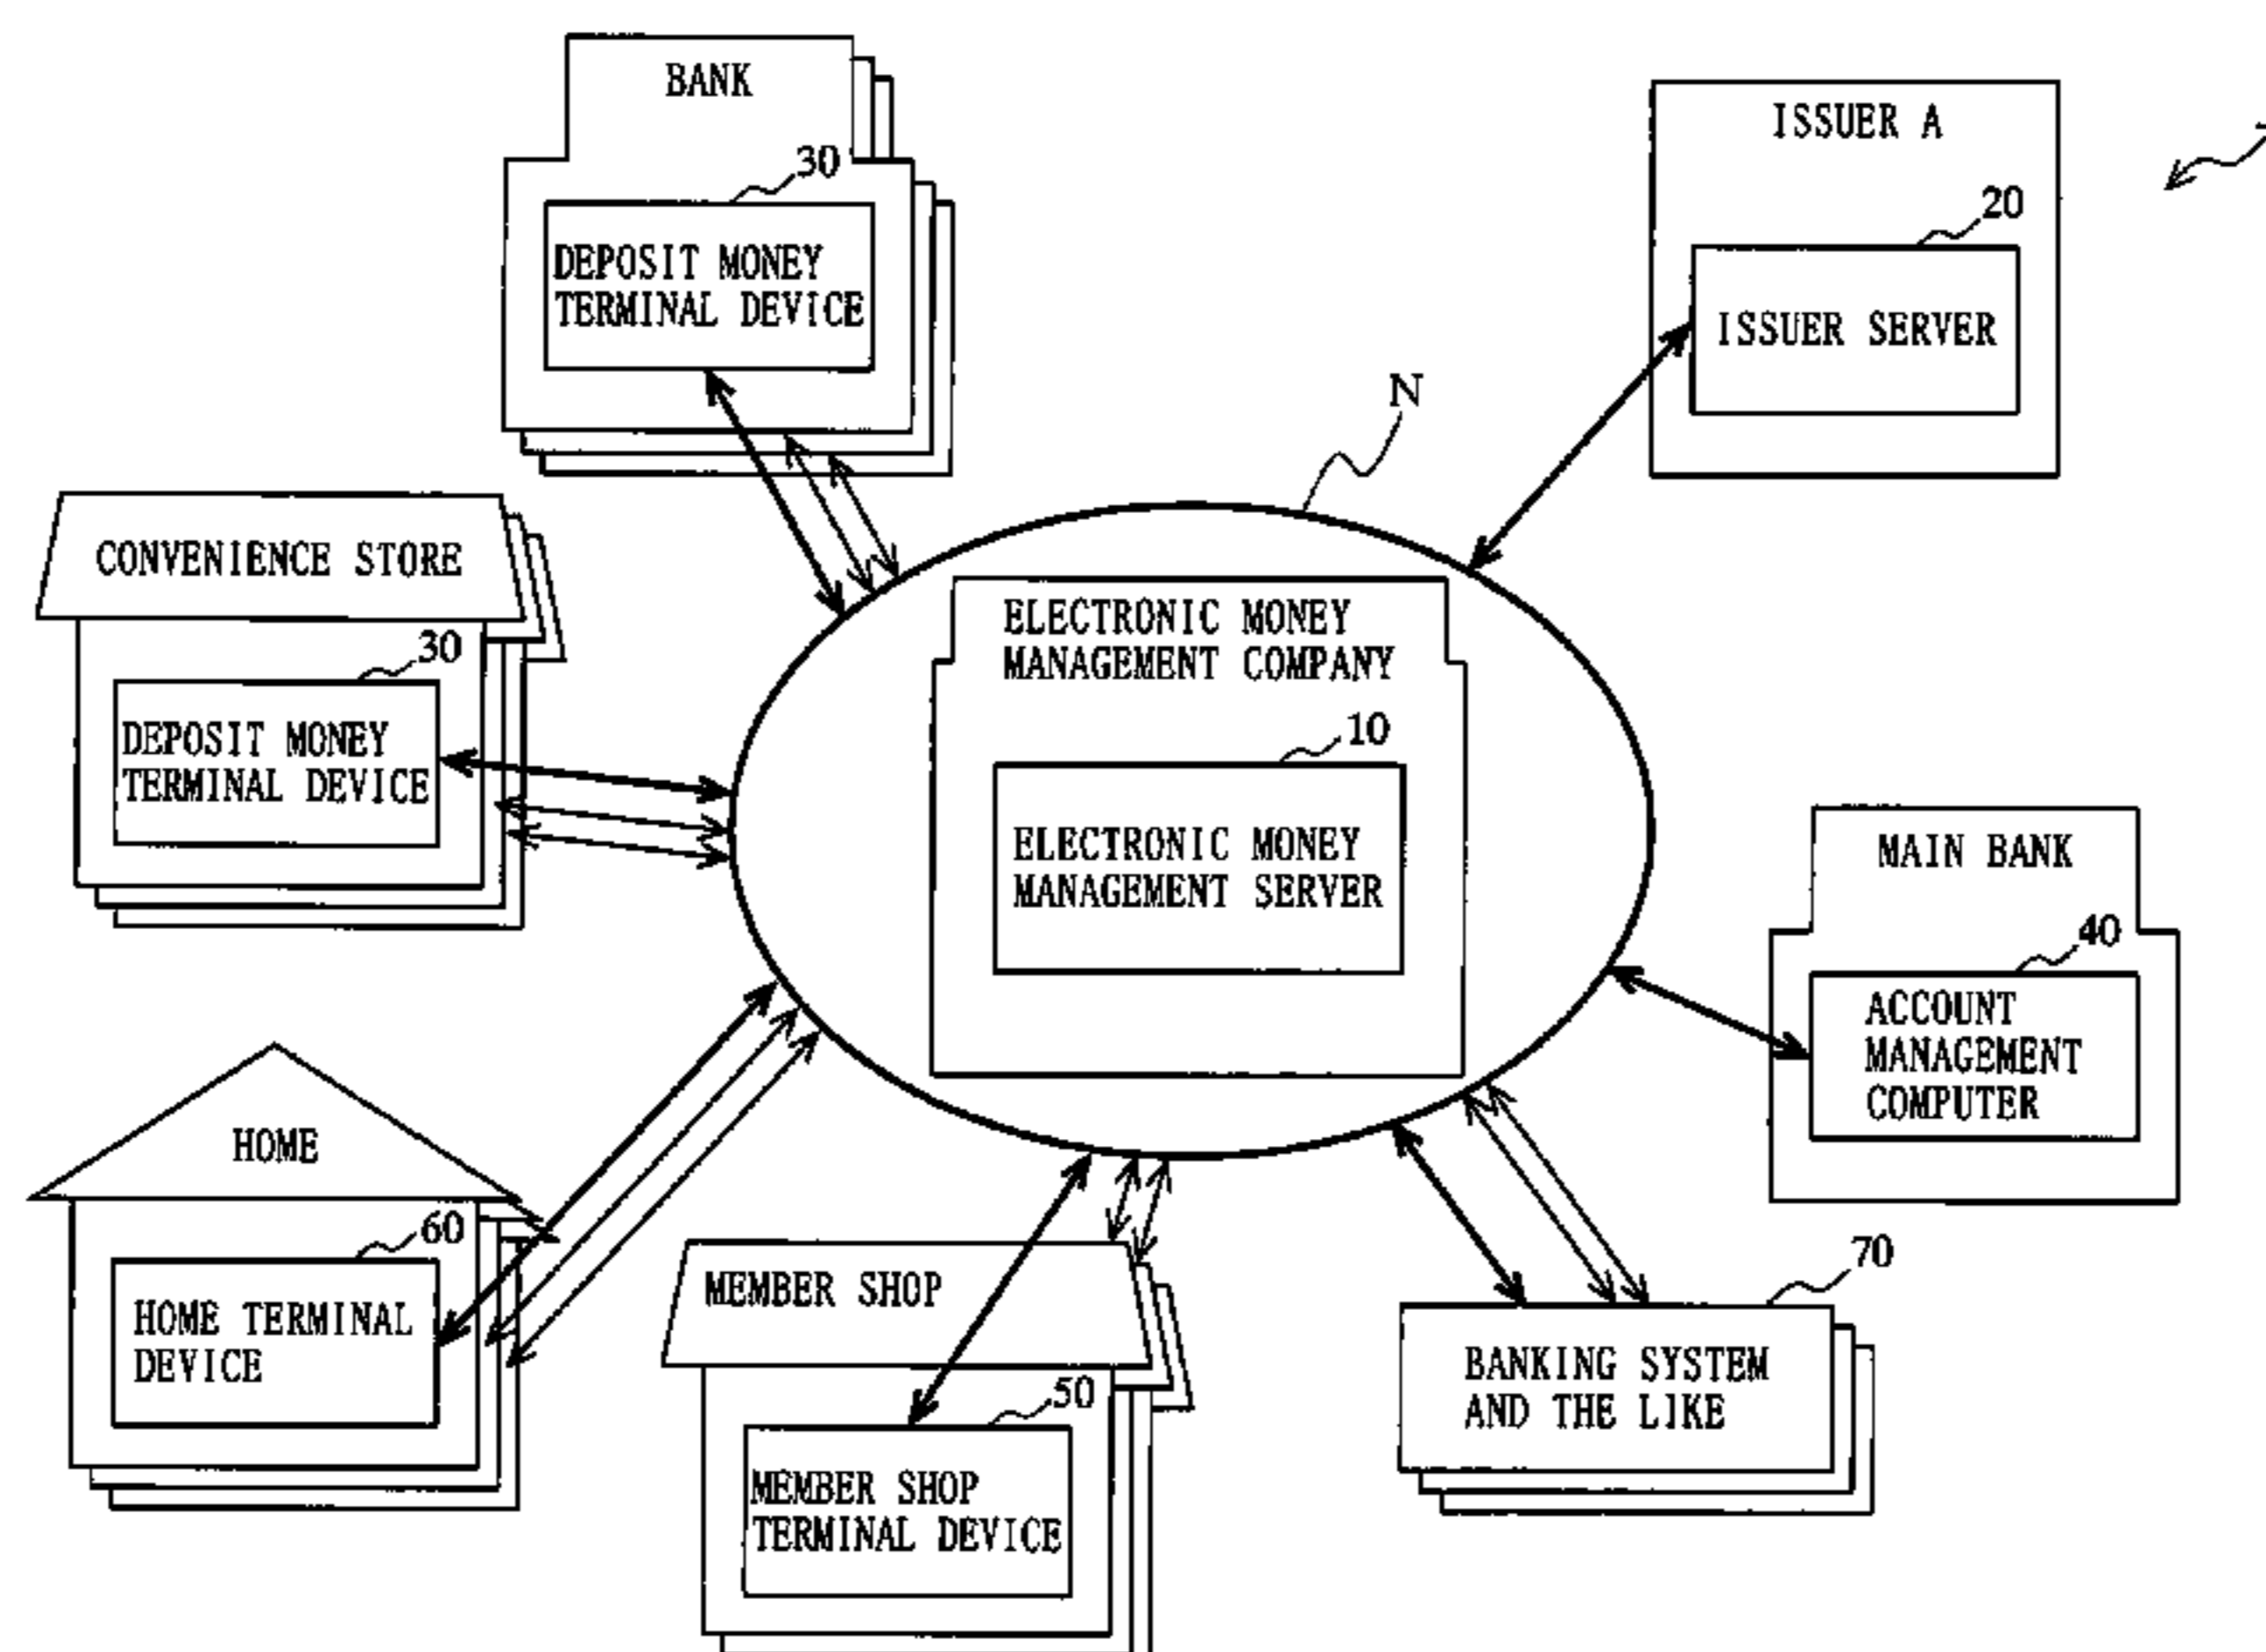 BANK
30
DEPOSIT MONEY
TERMINAL DEVICE
ISSUER A
20
ISSUER SERVER
N
CONVENIENCE STORE
30
DEPOSIT MONEY
TERMINAL DEVICE
ELECTRONIC MONEY
MANAGEMENT COMPANY
10
ELECTRONIC MONEY
MANAGEMENT SERVER
MAIN BANK
40
ACCOUNT
MANAGEMENT
COMPUTER
HOME
60
HOME TERMINAL
DEVICE
MEMBER SHOP
50
MEMBER SHOP
TERMINAL DEVICE
70
BANKING SYSTEM
AND THE LIKE